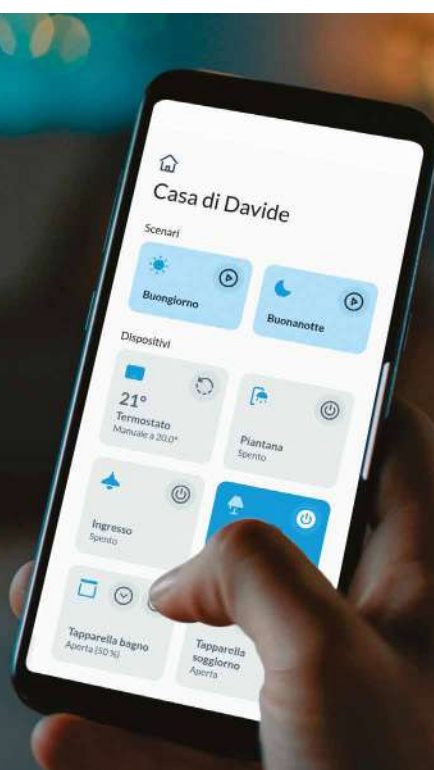 Casa di Davide
Scenari
Buongiorno
Buonanotte
Dispositivi
21°
Termostato
Manuale a 20.0°
Piantana
Spento
Ingresso
Spento
Tapparella bagno
Aperta (50 %)
Tapparella
soggiorno
Aperta